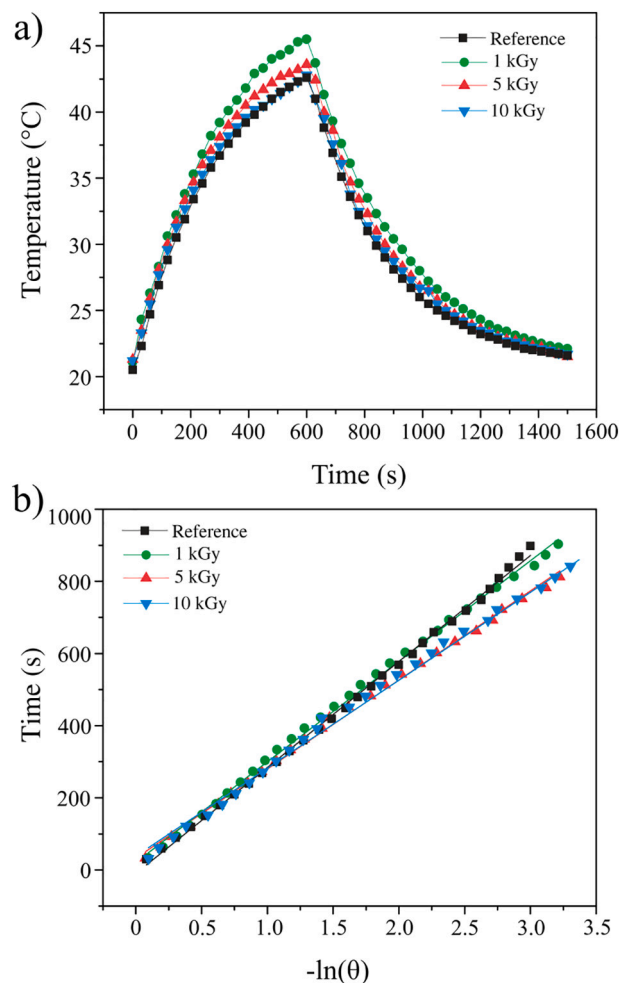 a)
Reference
1 kGy
5 kGy
10 kGy
Temperature (°C)
45
40
35
30
25
20
0 200 400 600 800 1000 1200 1400 1600
Time (s)
b)
Reference
1 kGy
5 kGy
10 kGy
Time (s)
1000
800
600
400
200
0
0 0.5 1.0 1.5 2.0 2.5 3.0 3.5
-ln(θ)